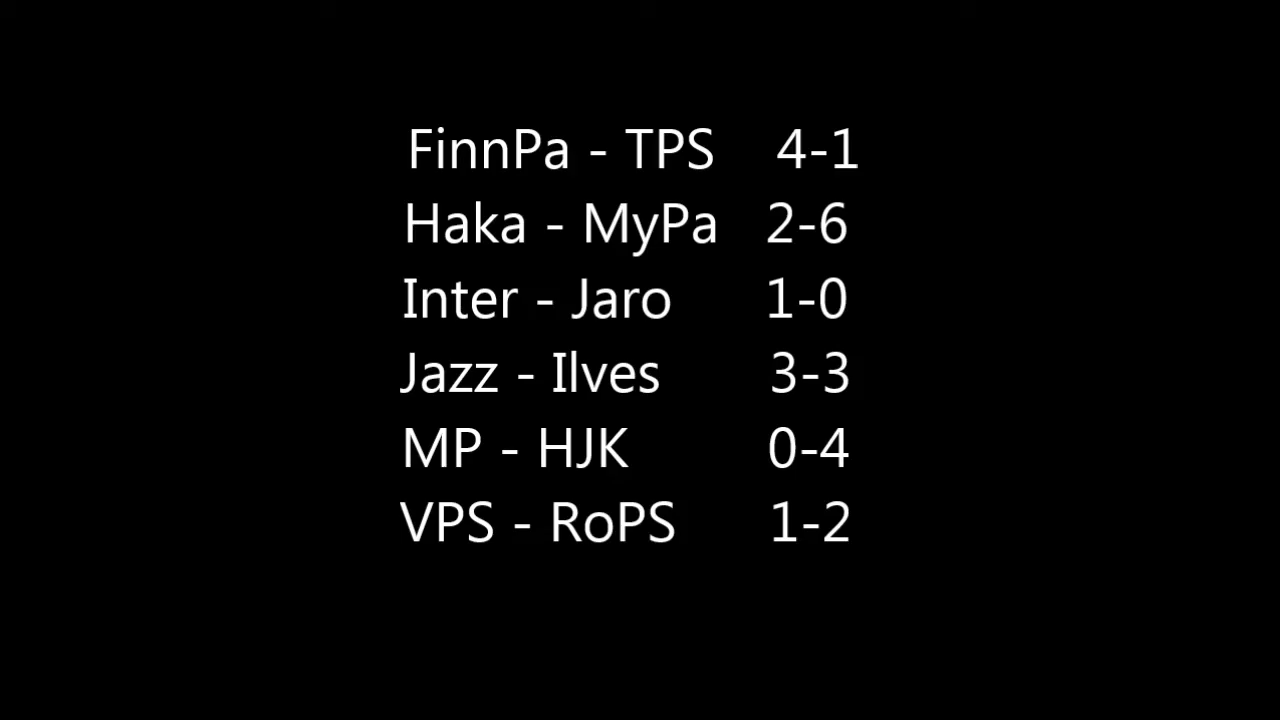 FinnPa - TPS 4-1
Haka - MyPa 2-6
Inter - Jaro 1-0
Jazz - Ilves 3-3
MP - HJK 0-4
VPS - RoPS 1-2